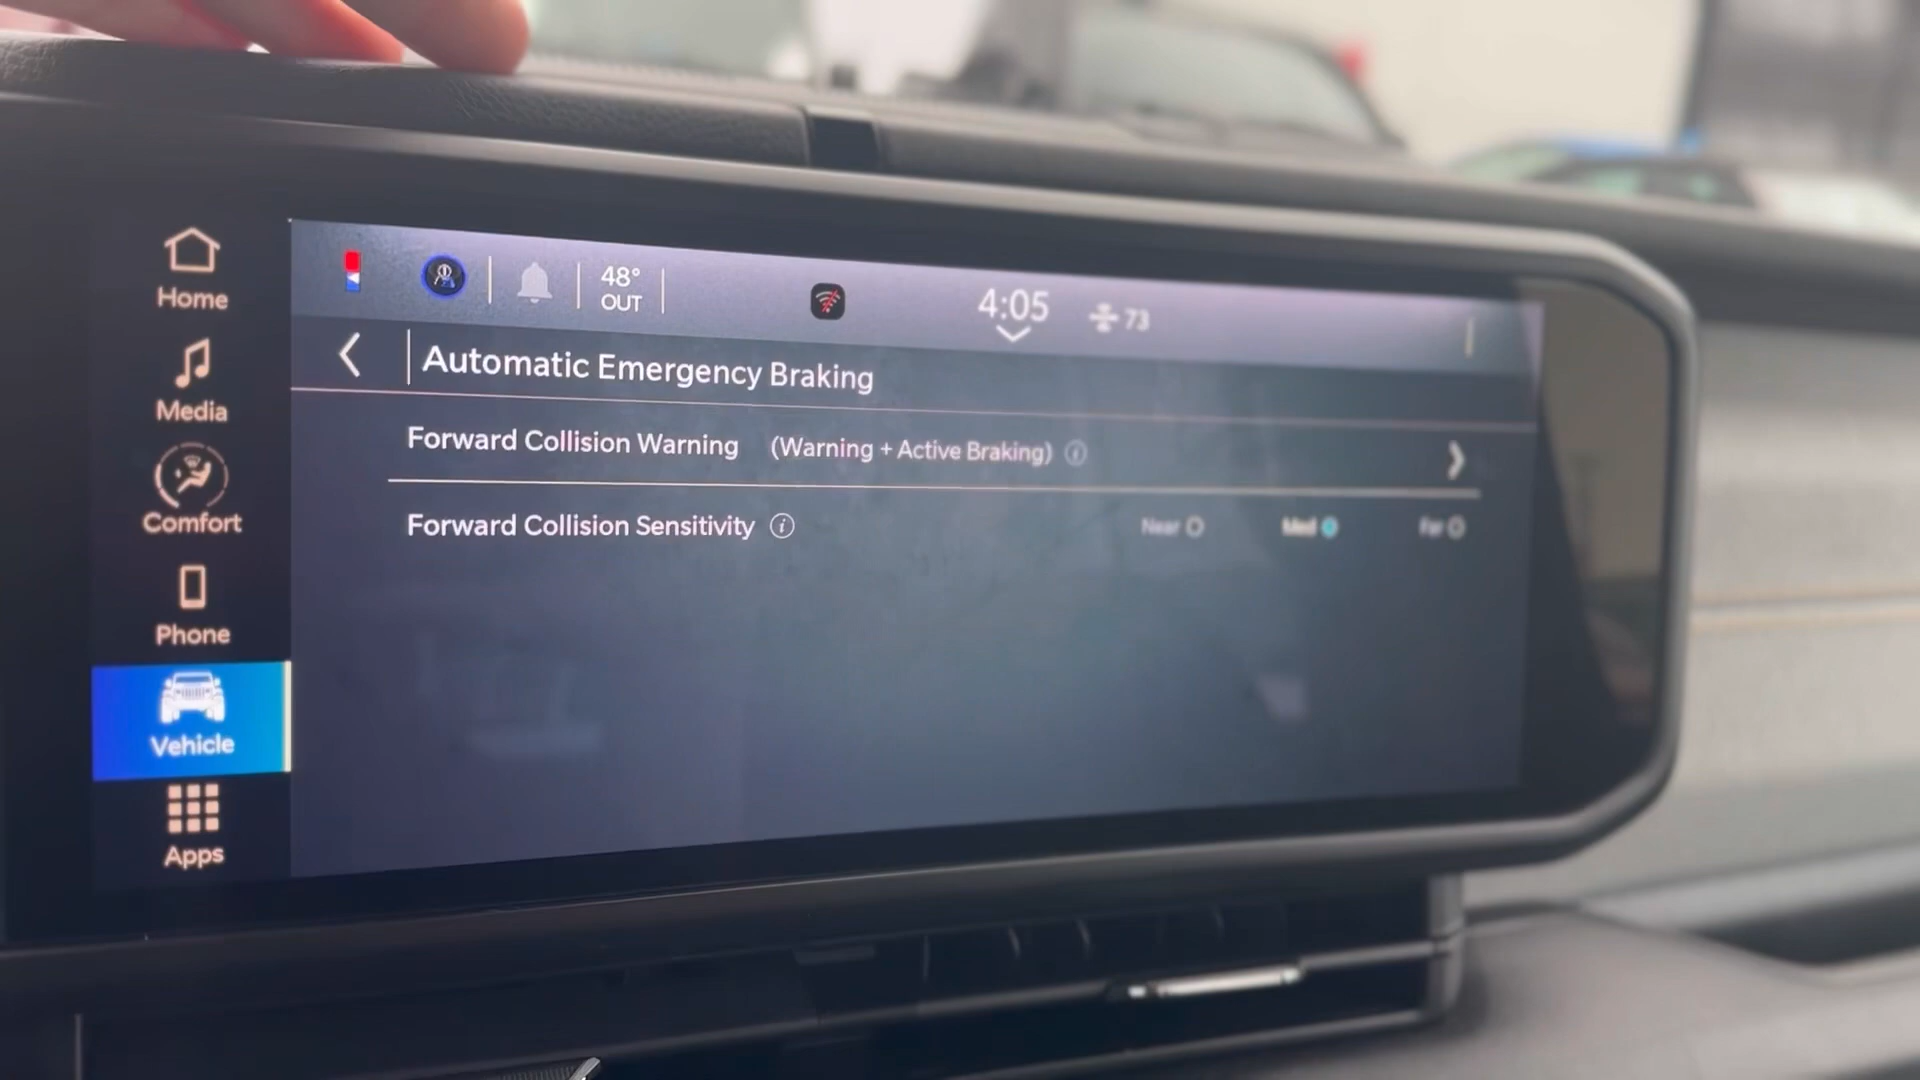 48°
OUT
4:05
73
Home
Automatic Emergency Braking
Media
Forward Collision Warning (Warning + Active Braking)
Comfort
Forward Collision Sensitivity Near Med Far
Phone
Vehicle
Apps